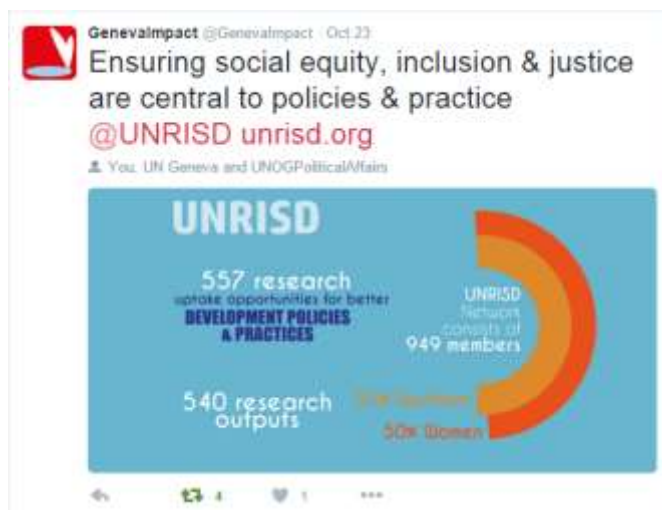 GenevaImpact @GenevaImpact · Oct 23
Ensuring social equity, inclusion & justice
are central to policies & practice
@UNRISD unrisd.org
You, UN Geneva and UNOGPoliticalAffairs
UNRISD
557 research
uptake opportunities for better
DEVELOPMENT POLICIES
& PRACTICES
UNRISD
Network
consists of
949 members
540 research
outputs
50% Women
4
1